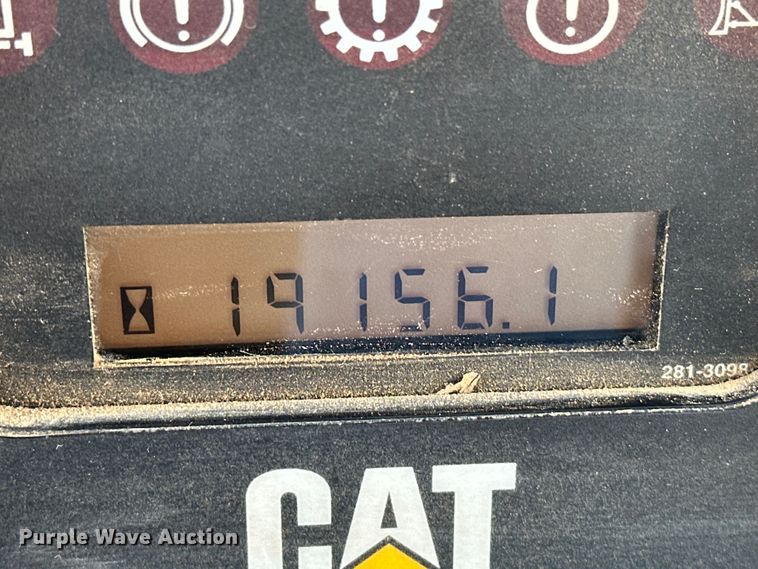 19156.1
281-3098
CAT
Purple Wave Auction